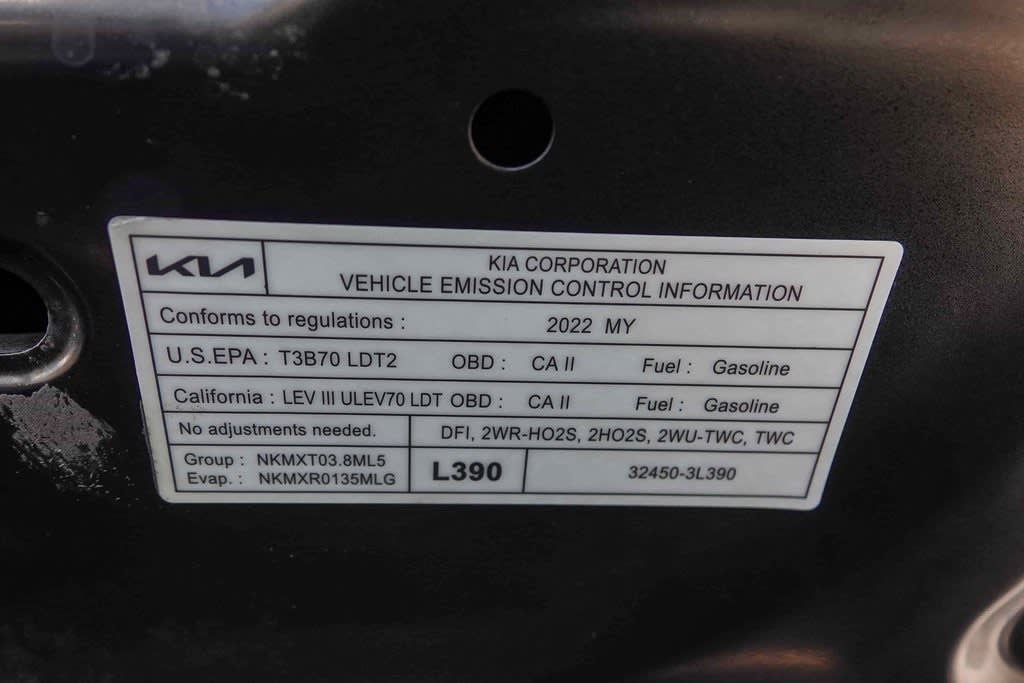 KIA
KIA CORPORATION
VEHICLE EMISSION CONTROL INFORMATION
Conforms to regulations : 2022 MY
U.S.EPA : T3B70 LDT2 OBD : CA II Fuel : Gasoline
California : LEV III ULEV70 LDT OBD : CA II Fuel : Gasoline
No adjustments needed. DFI, 2WR-HO2S, 2HO2S, 2WU-TWC, TWC
Group : NKMXT03.8ML5
Evap. : NKMXR0135MLG
L390
32450-3L390